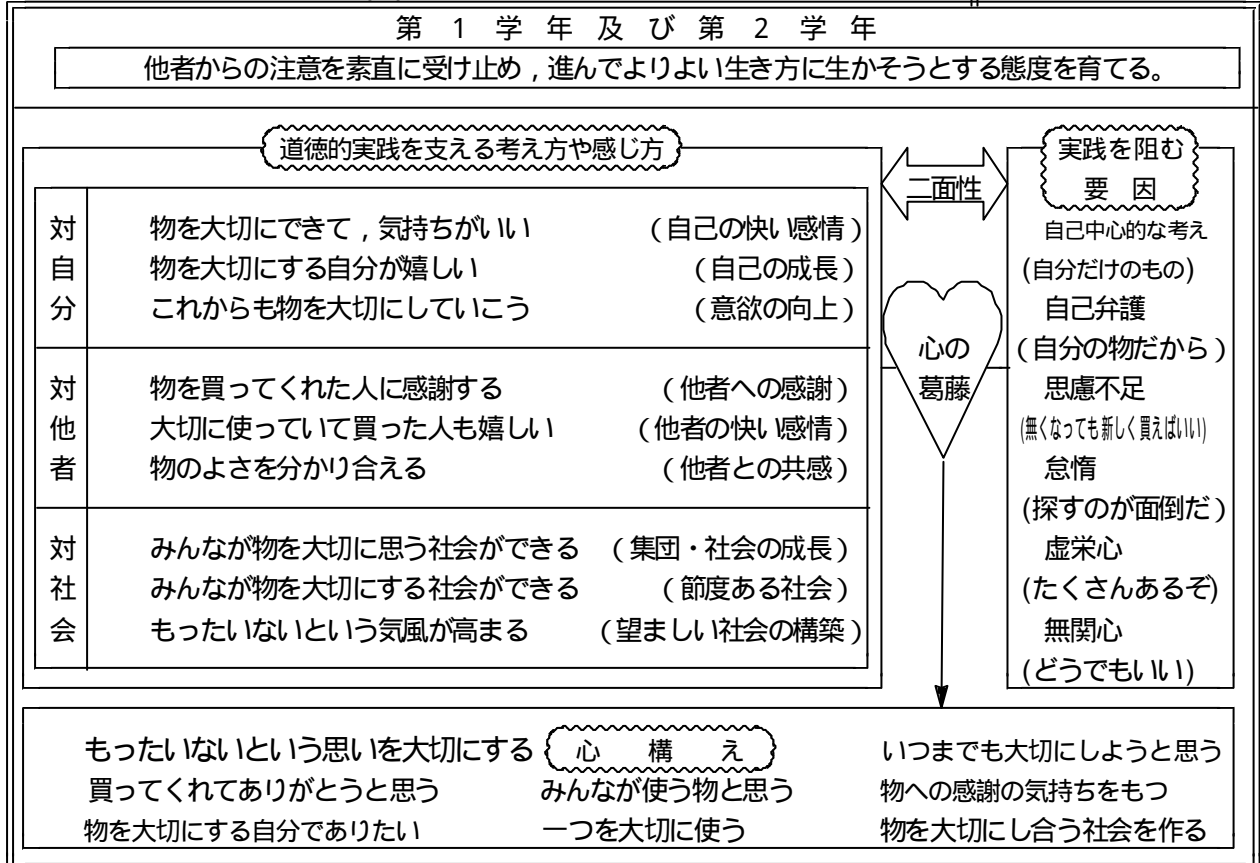 第 1 学 年 及 び 第 2 学 年
他者からの注意を素直に受け止め,進んでよりよい生き方に生かそうとする態度を育てる。
道徳的実践を支える考え方や感じ方
対自分
物を大切にできて,気持ちがいい (自己の快い感情)
物を大切にする自分が嬉しい (自己の成長)
これからも物を大切にしていこう (意欲の向上)
対他者
物を買ってくれた人に感謝する (他者への感謝)
大切に使っていて買った人も嬉しい (他者の快い感情)
物のよさを分かり合える (他者との共感)
対社会
みんなが物を大切に思う社会ができる (集団・社会の成長)
みんなが物を大切にする社会ができる (節度ある社会)
もったいないという気風が高まる (望ましい社会の構築)
二面性
心の
葛藤
実践を阻む
要 因
自己中心的な考え
(自分だけのもの)
自己弁護
(自分の物だから)
思慮不足
(無くなっても新しく買えばいい)
怠惰
(探すのが面倒だ)
虚栄心
(たくさんあるぞ)
無関心
(どうでもいい)
もったいないという思いを大切にする 心 構 え いつまでも大切にしようと思う
買ってくれてありがとうと思う みんなが使う物と思う 物への感謝の気持ちをもつ
物を大切にする自分でありたい 一つを大切に使う 物を大切にし合う社会を作る